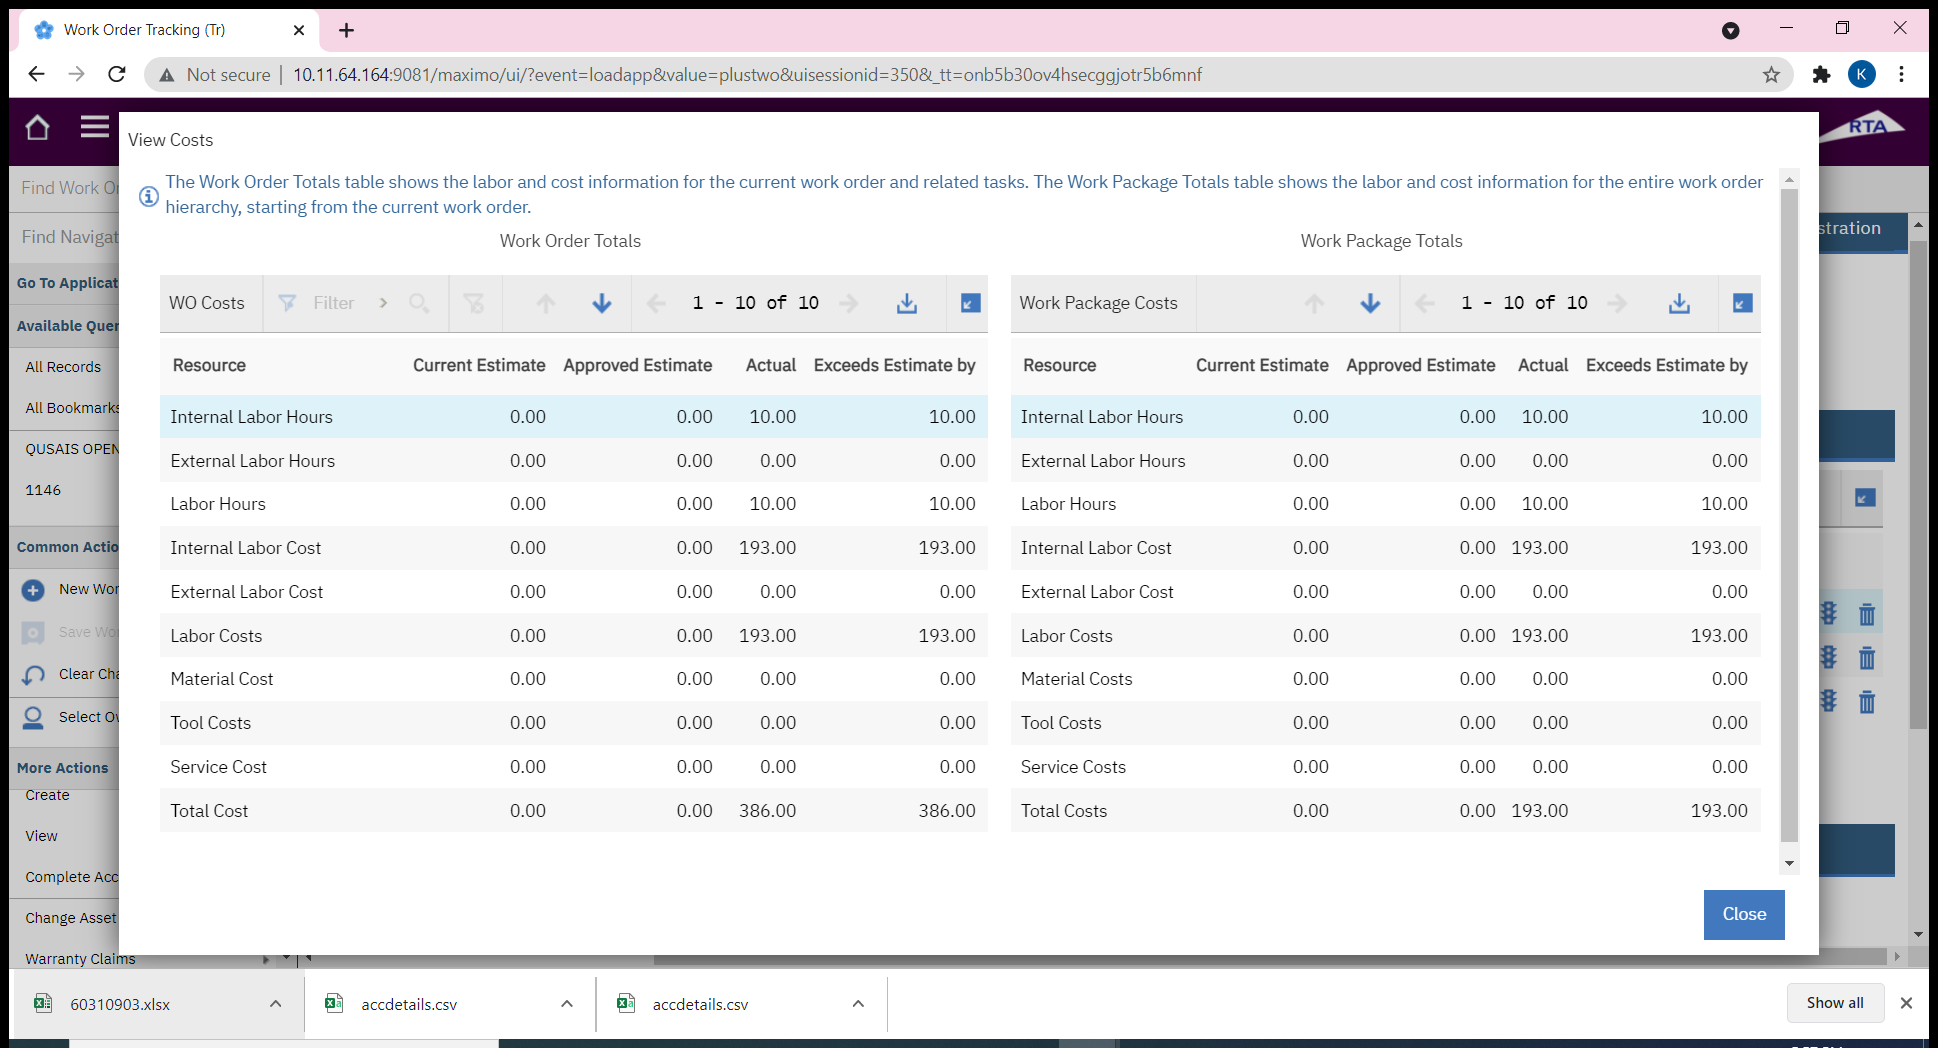 Work Order Tracking (Tr)
Not secure 10.11.64.164:9081/maximo/ui/?event=loadapp&value=plustwo&uisessionid=350&_tt=onb5b30ov4hsecggjotr5b6mnf
K
RTA
View Costs
The Work Order Totals table shows the labor and cost information for the current work order and related tasks. The Work Package Totals table shows the labor and cost information for the entire work order
hierarchy, starting from the current work order.
Work Order Totals
WO Costs Filter 1 - 10 of 10
Resource Current Estimate Approved Estimate Actual Exceeds Estimate by
Internal Labor Hours 0.00 0.00 10.00 10.00
External Labor Hours 0.00 0.00 0.00 0.00
Labor Hours 0.00 0.00 10.00 10.00
Internal Labor Cost 0.00 0.00 193.00 193.00
External Labor Cost 0.00 0.00 0.00 0.00
Labor Costs 0.00 0.00 193.00 193.00
Material Cost 0.00 0.00 0.00 0.00
Tool Costs 0.00 0.00 0.00 0.00
Service Cost 0.00 0.00 0.00 0.00
Total Cost 0.00 0.00 386.00 386.00
Work Package Totals
Work Package Costs 1 - 10 of 10
Resource Current Estimate Approved Estimate Actual Exceeds Estimate by
Internal Labor Hours 0.00 0.00 10.00 10.00
External Labor Hours 0.00 0.00 0.00 0.00
Labor Hours 0.00 0.00 10.00 10.00
Internal Labor Cost 0.00 0.00 193.00 193.00
External Labor Cost 0.00 0.00 0.00 0.00
Labor Costs 0.00 0.00 193.00 193.00
Material Costs 0.00 0.00 0.00 0.00
Tool Costs 0.00 0.00 0.00 0.00
Service Costs 0.00 0.00 0.00 0.00
Total Costs 0.00 0.00 193.00 193.00
Close
Find Work O
Find Navigat
Go To Applicat
Available Quer
All Records
All Bookmarks
QUSAIS OPEN
1146
Common Actio
New Wor
Save Wo
Clear Cha
Select Ow
More Actions
Create
View
Complete Acc
Change Asset
Warranty Claims
stration
60310903.xlsx
accdetails.csv
accdetails.csv
Show all